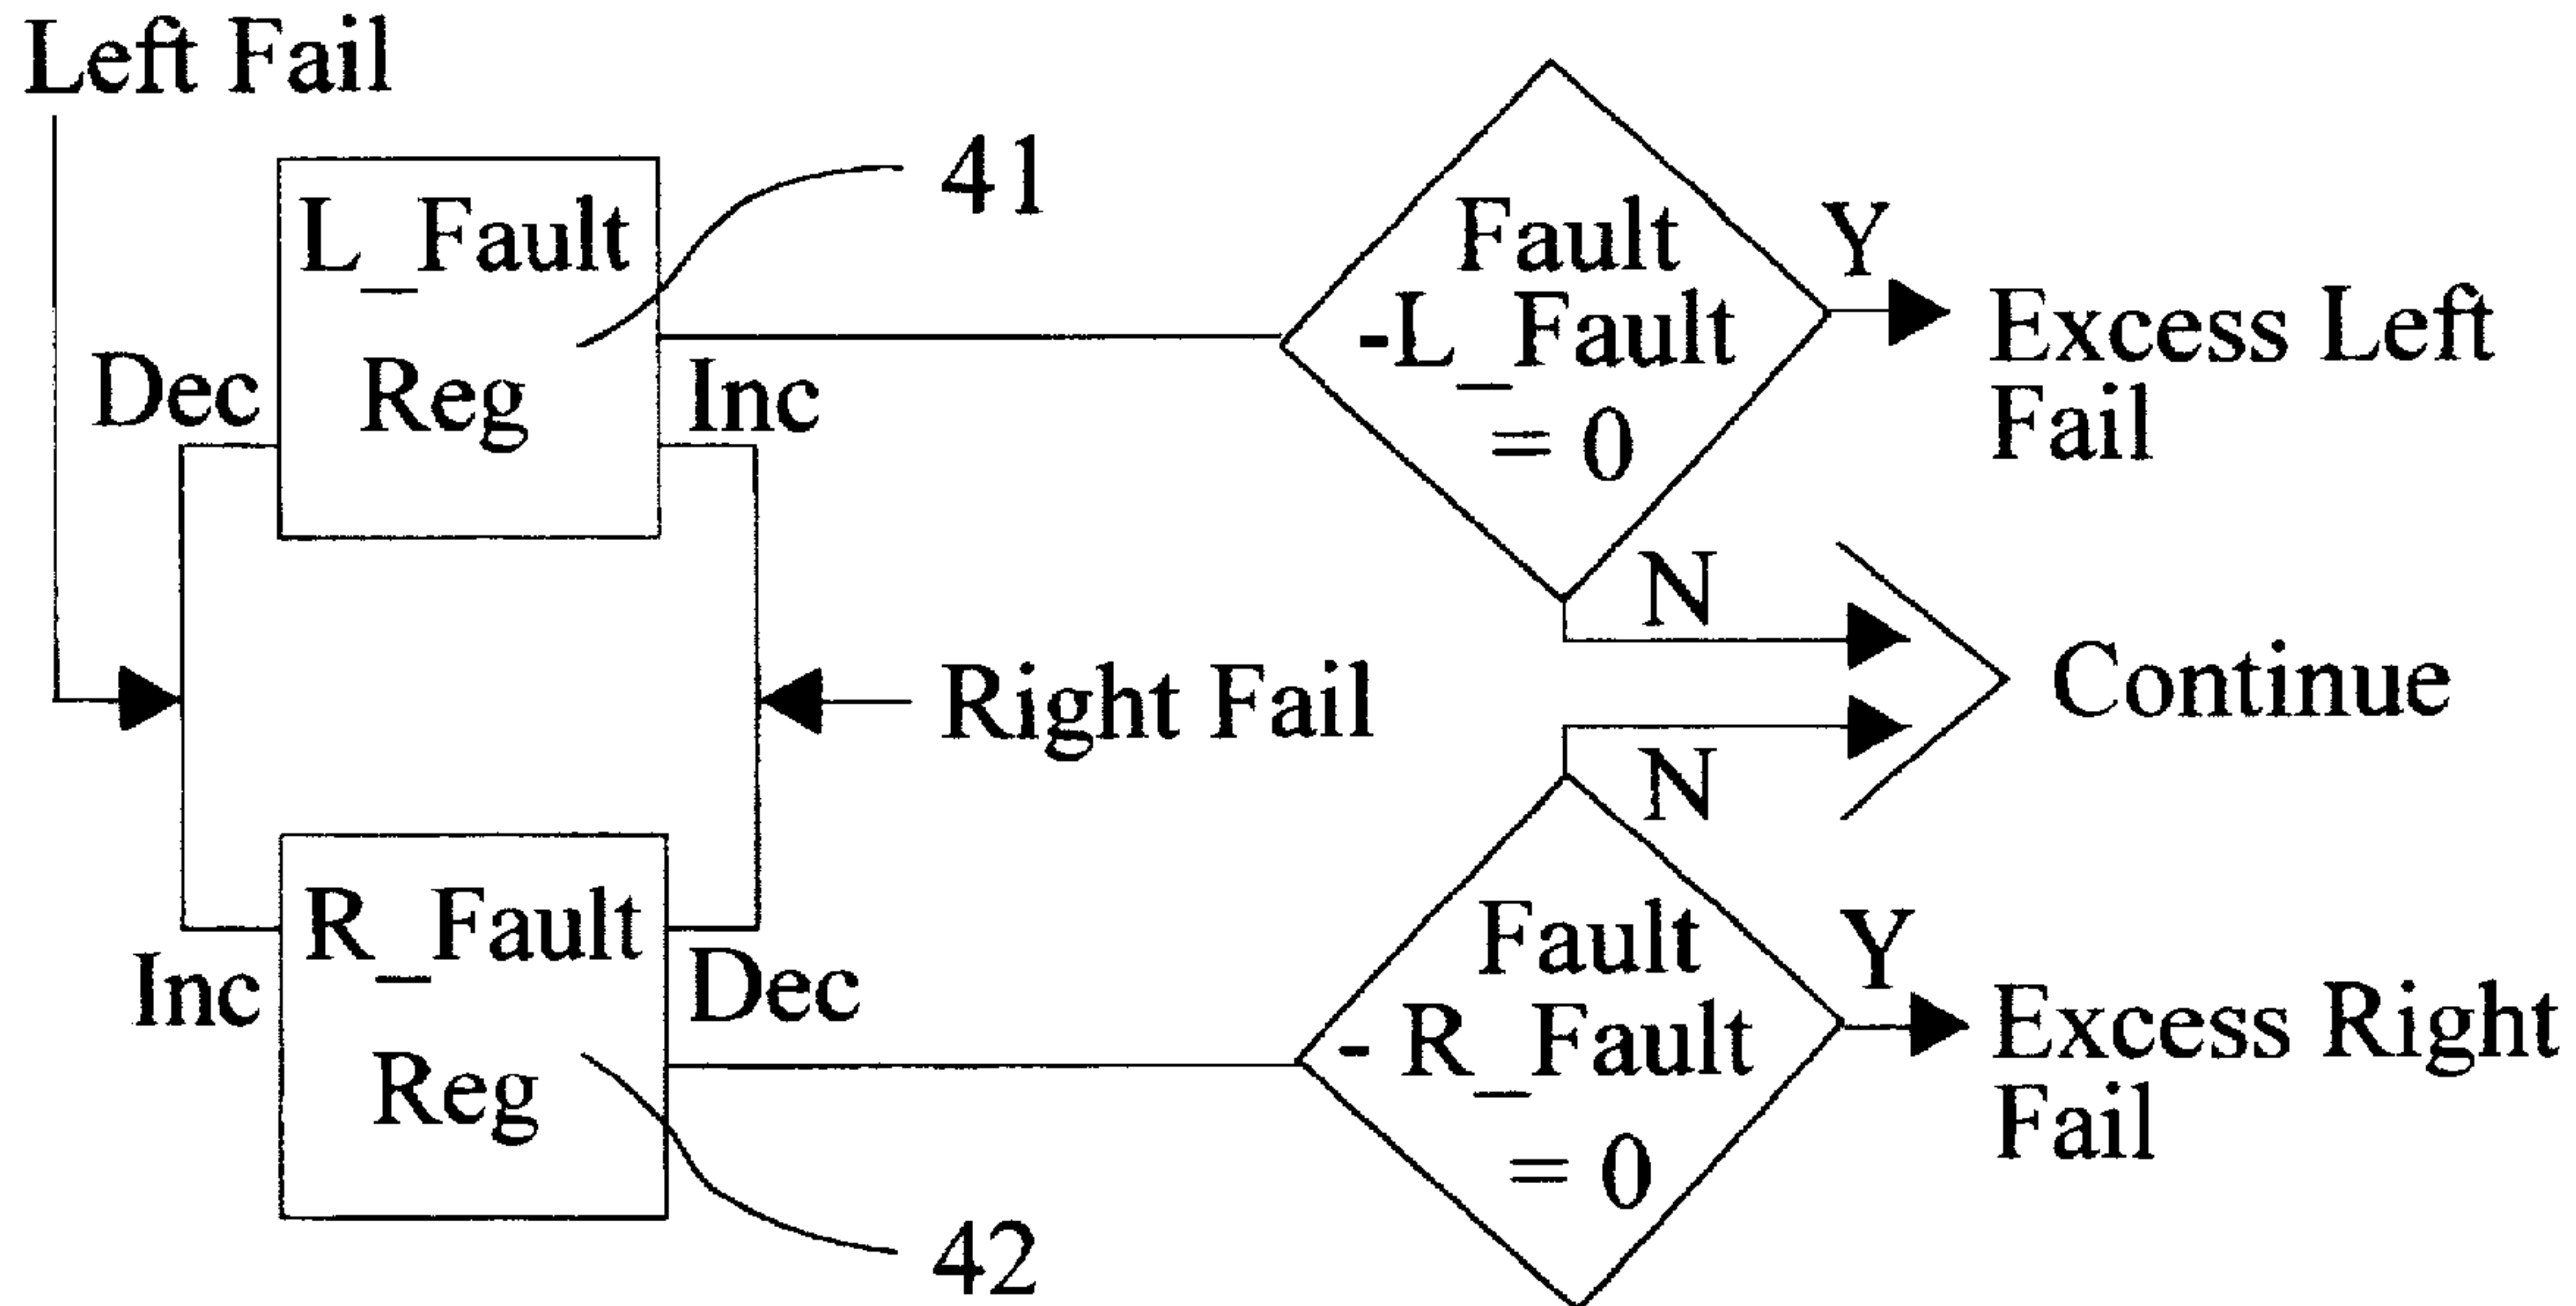 Left Fail
L_Fault
Reg
41
Dec
Inc
Fault
-L_Fault
= 0
Y
Excess Left
Fail
N
Right Fail
Continue
N
R_Fault
Reg
Inc
Dec
42
Fault
- R_Fault
= 0
Y
Excess Right
Fail